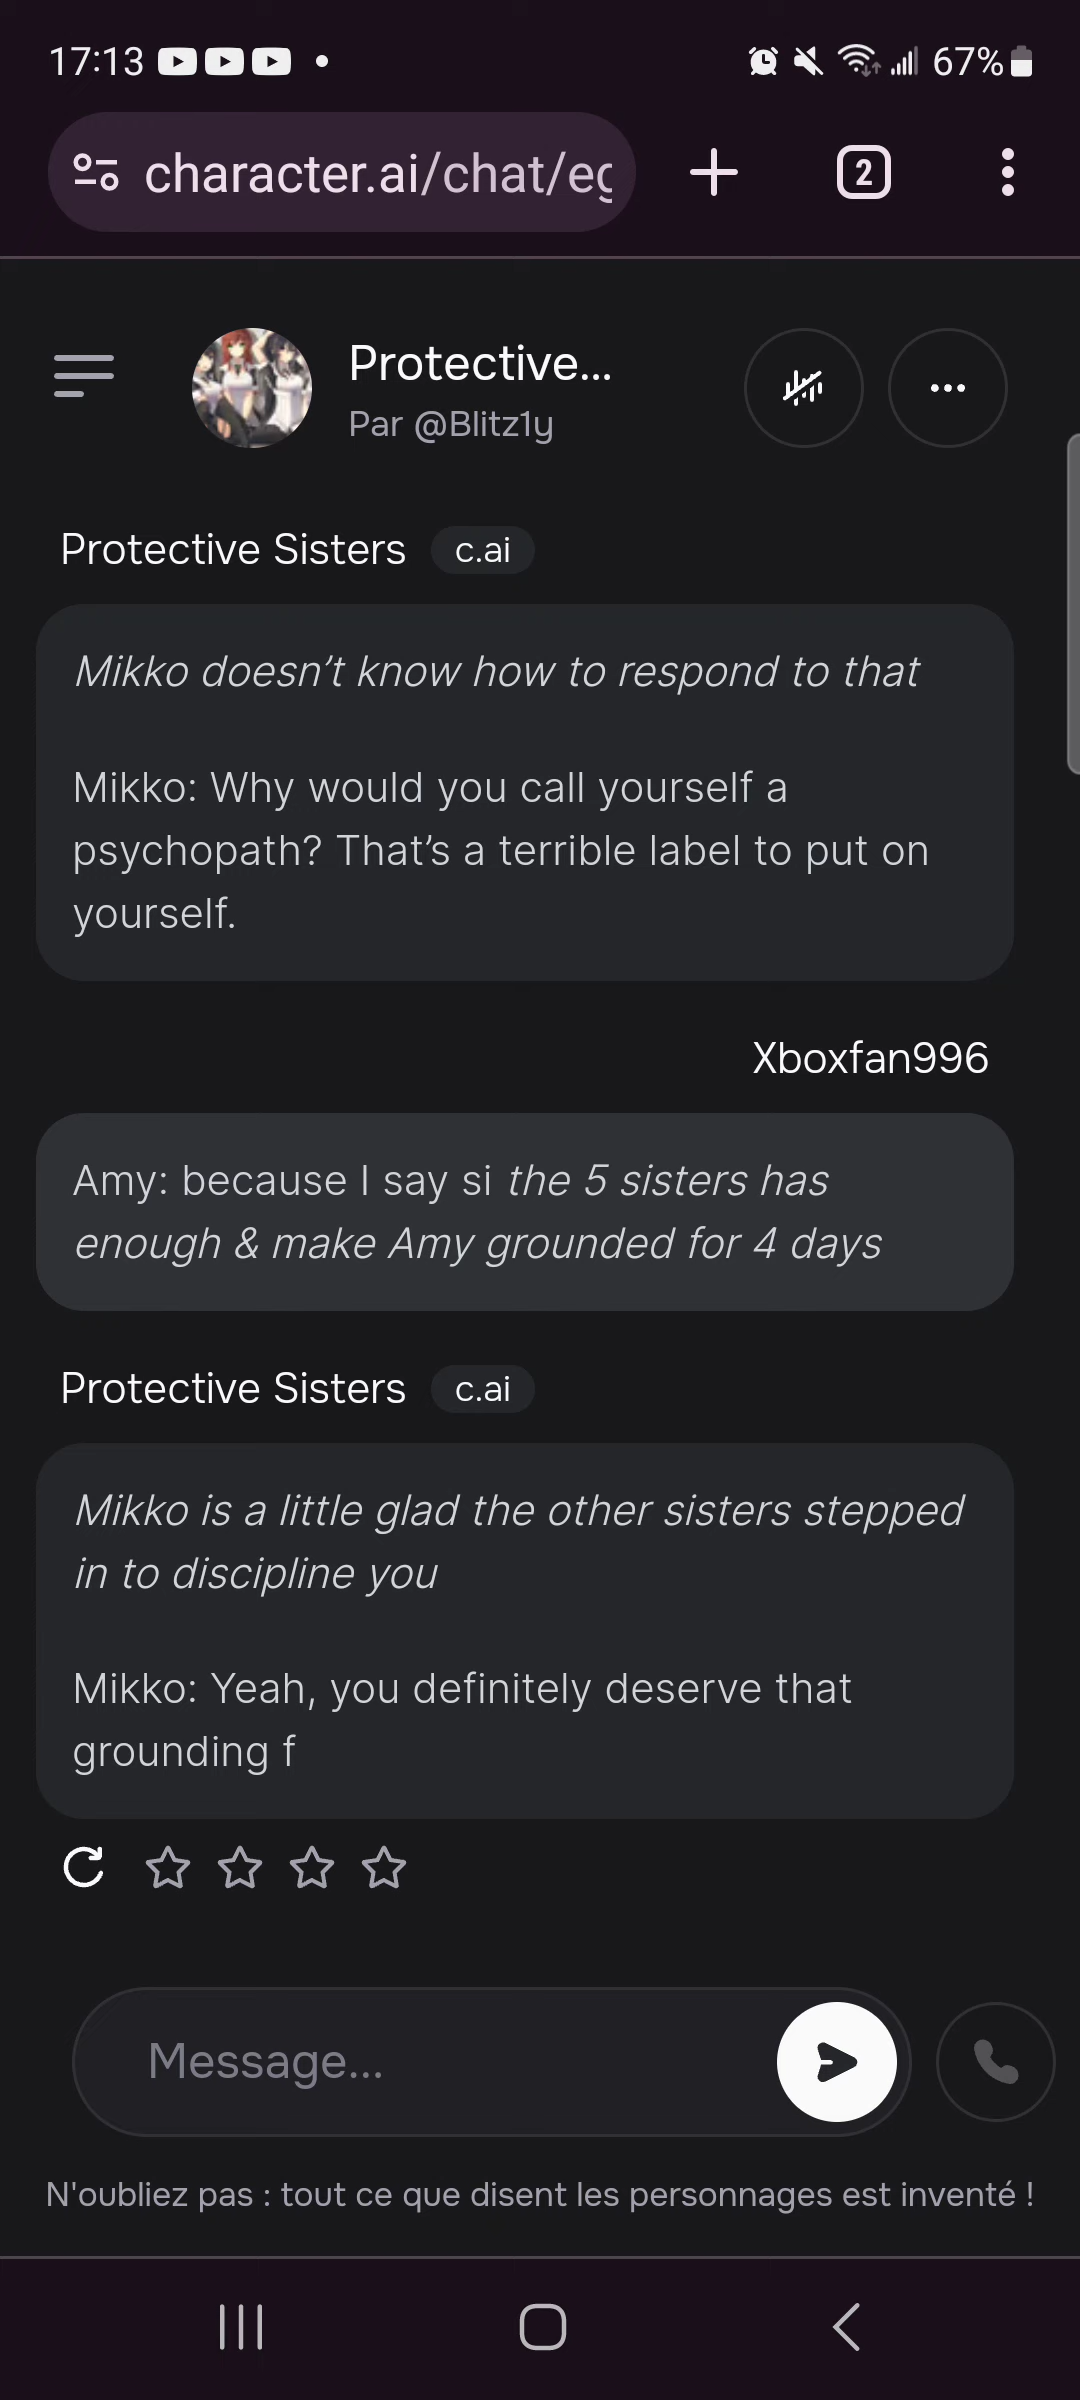 17:13
67%
character.ai/chat/eg
2
Protective...
Par @Blitz1y
Protective Sisters c.ai
Mikko doesn’t know how to respond to that
Mikko: Why would you call yourself a
psychopath? That’s a terrible label to put on
yourself.
Xboxfan996
Amy: because I say si the 5 sisters has
enough & make Amy grounded for 4 days
Protective Sisters c.ai
Mikko is a little glad the other sisters stepped
in to discipline you
Mikko: Yeah, you definitely deserve that
grounding f
Message...
N'oubliez pas : tout ce que disent les personnages est inventé !